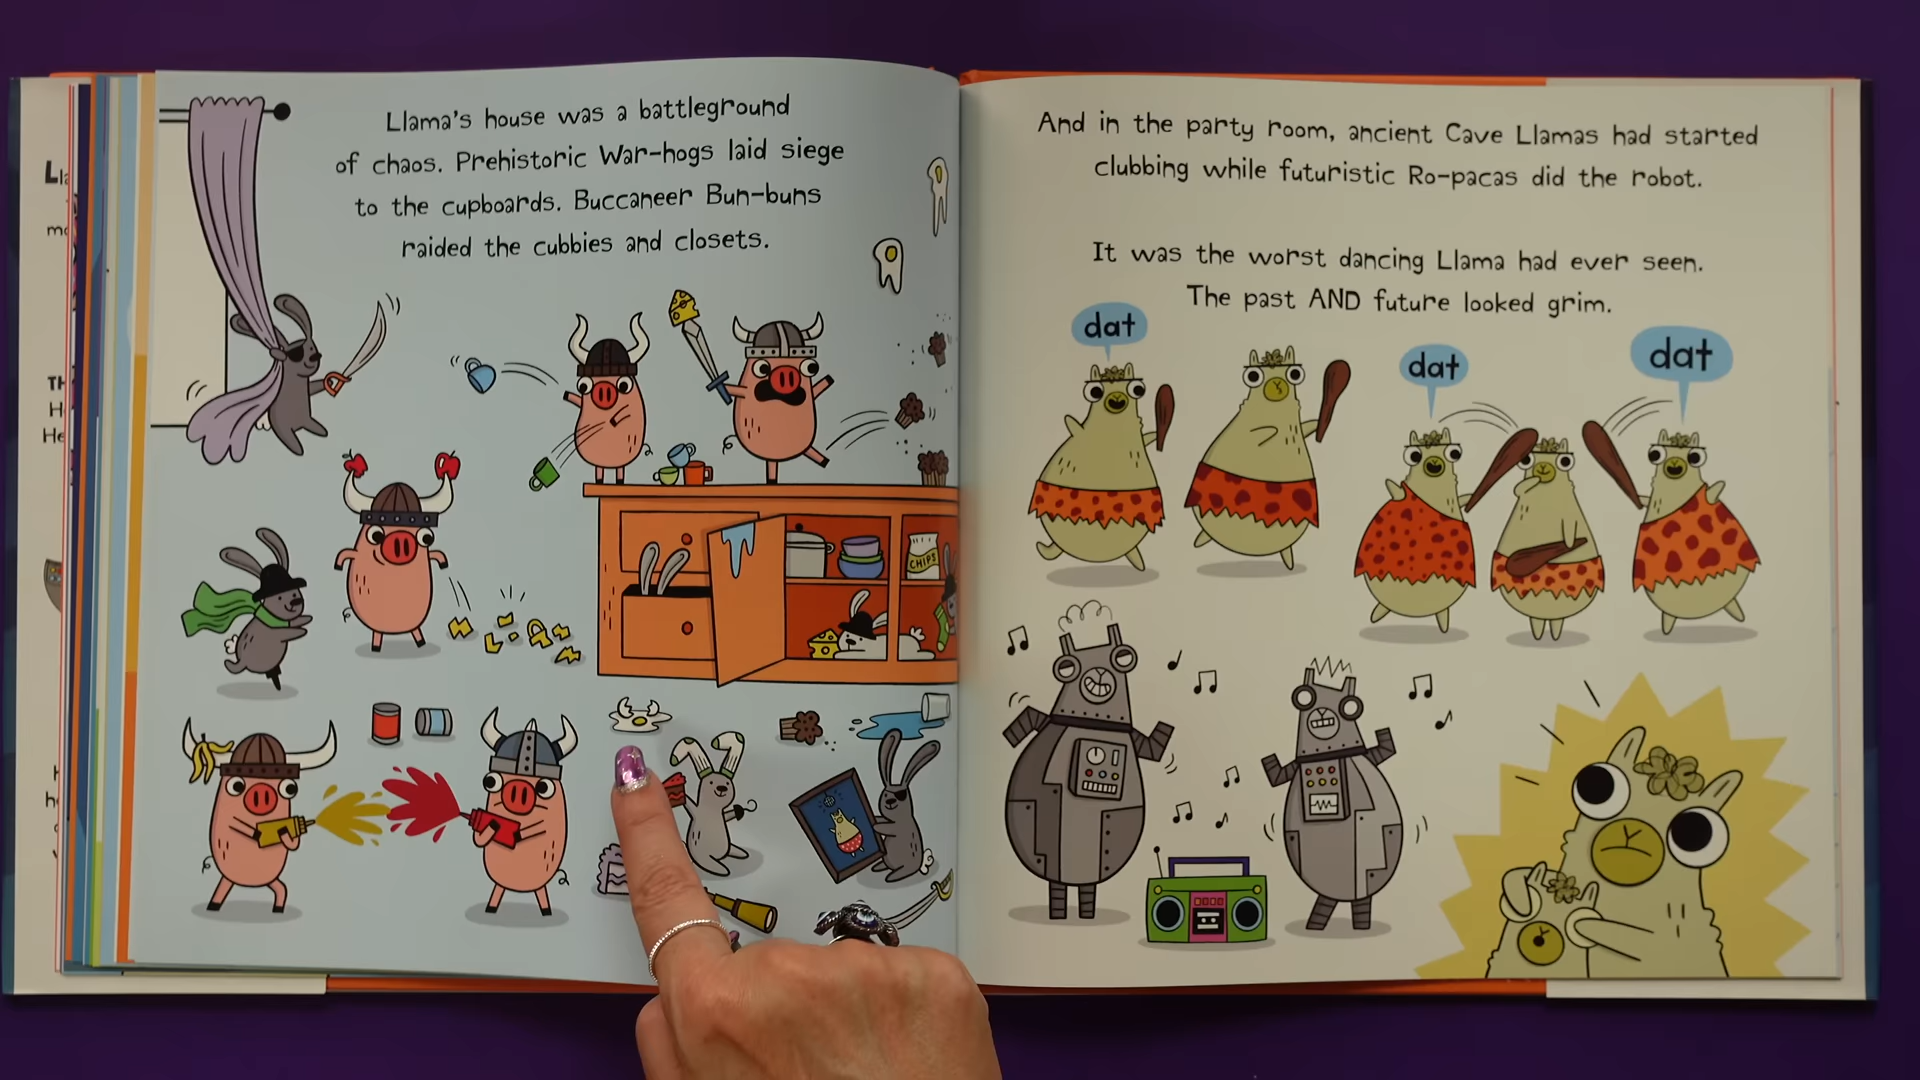 Llama's house was a battleground
of chaos. Prehistoric War-hogs laid siege
to the cupboards. Buccaneer Bun-buns
raided the cubbies and closets.
CHIPS
And in the party room, ancient Cave Llamas had started
clubbing while futuristic Ro-pacas did the robot.
It was the worst dancing Llama had ever seen.
The past AND future looked grim.
dat
dat
dat